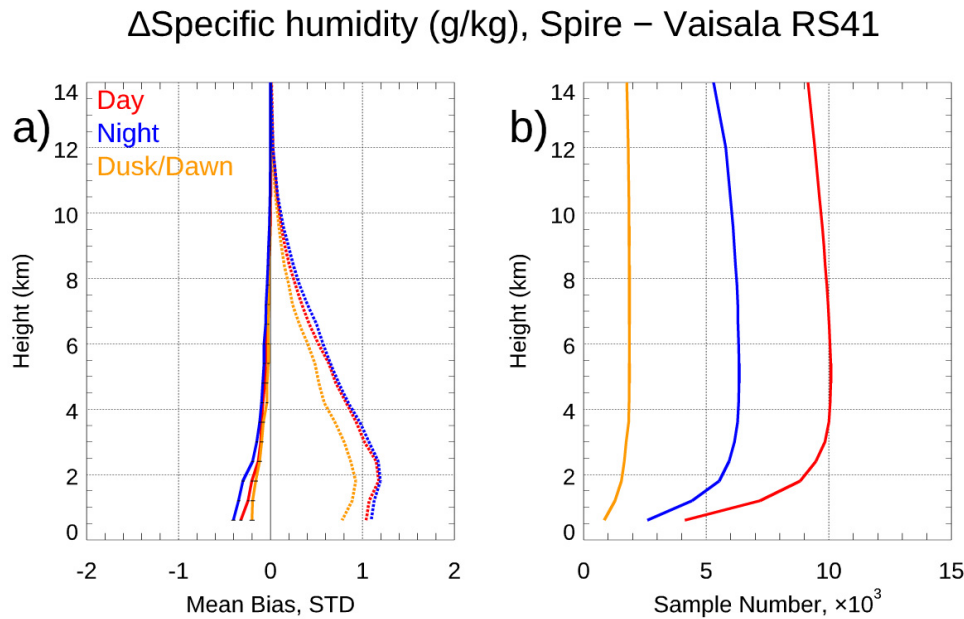 ΔSpecific humidity (g/kg), Spire − Vaisala RS41
a)
Day
Night
Dusk/Dawn
14
12
10
8
6
4
2
0
Height (km)
-2 -1 0 1 2
Mean Bias, STD
b)
14
12
10
8
6
4
2
0
Height (km)
0 5 10 15
Sample Number, ×10³